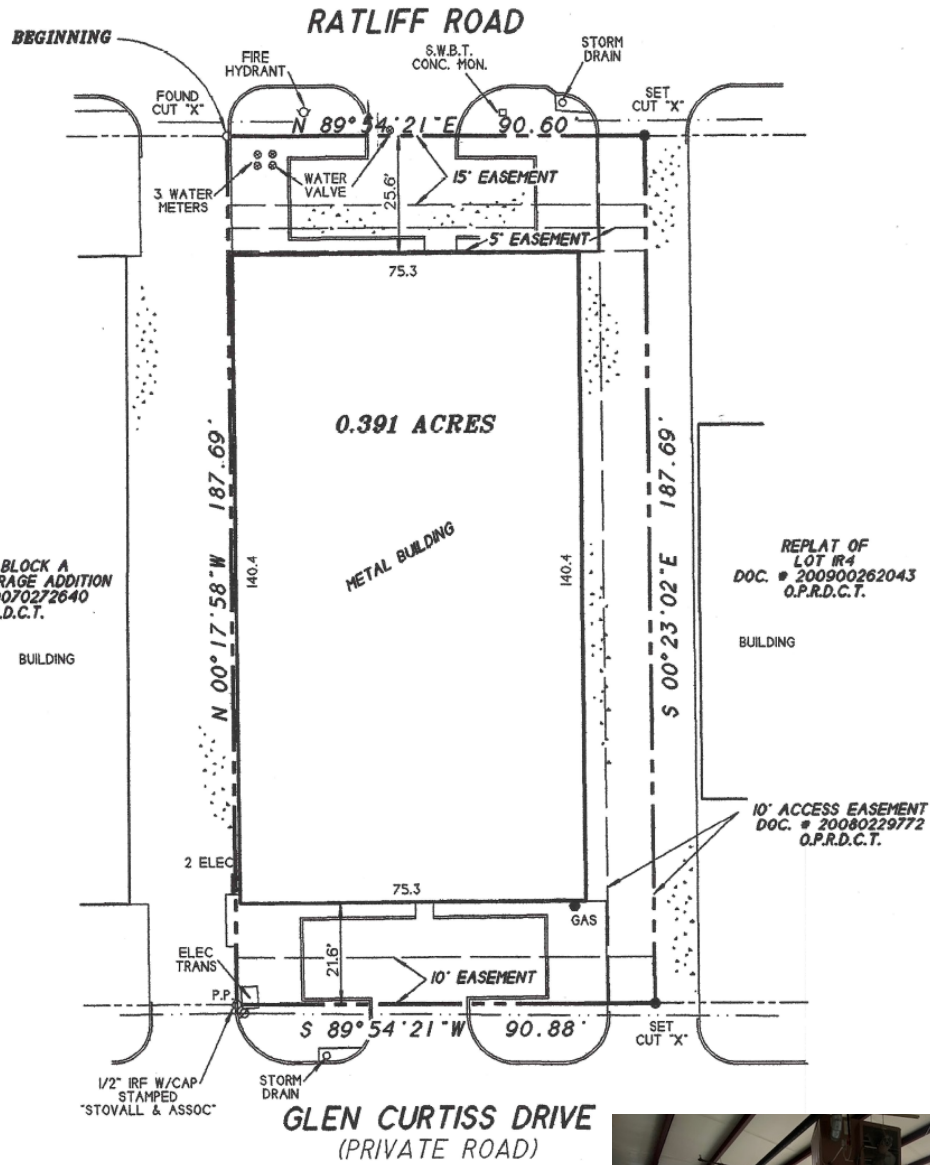 RATLIFF ROAD
BEGINNING
FIRE
HYDRANT
S.W.B.T.
CONC. MON.
STORM
DRAIN
FOUND
CUT "X"
SET
CUT "X"
N 89°54'21"E 90.60'
3 WATER
METERS
WATER
VALVE
25.6'
15' EASEMENT
5' EASEMENT
75.3
0.391 ACRES
N 00°17'58"W 187.69'
140.4
METAL BUILDING
140.4
S 00°23'02"E 187.69'
BLOCK A
RAGE ADDITION
0070272640
.D.C.T.
BUILDING
REPLAT OF
LOT 1R4
DOC. # 200900262043
O.P.R.D.C.T.
BUILDING
10' ACCESS EASEMENT
DOC. # 20080229772
O.P.R.D.C.T.
2 ELEC
75.3
GAS
ELEC
TRANS
21.6'
10' EASEMENT
P.P.
S 89°54'21"W 90.88'
SET
CUT "X"
1/2" IRF W/CAP
STAMPED
"STOVALL & ASSOC"
STORM
DRAIN
GLEN CURTISS DRIVE
(PRIVATE ROAD)